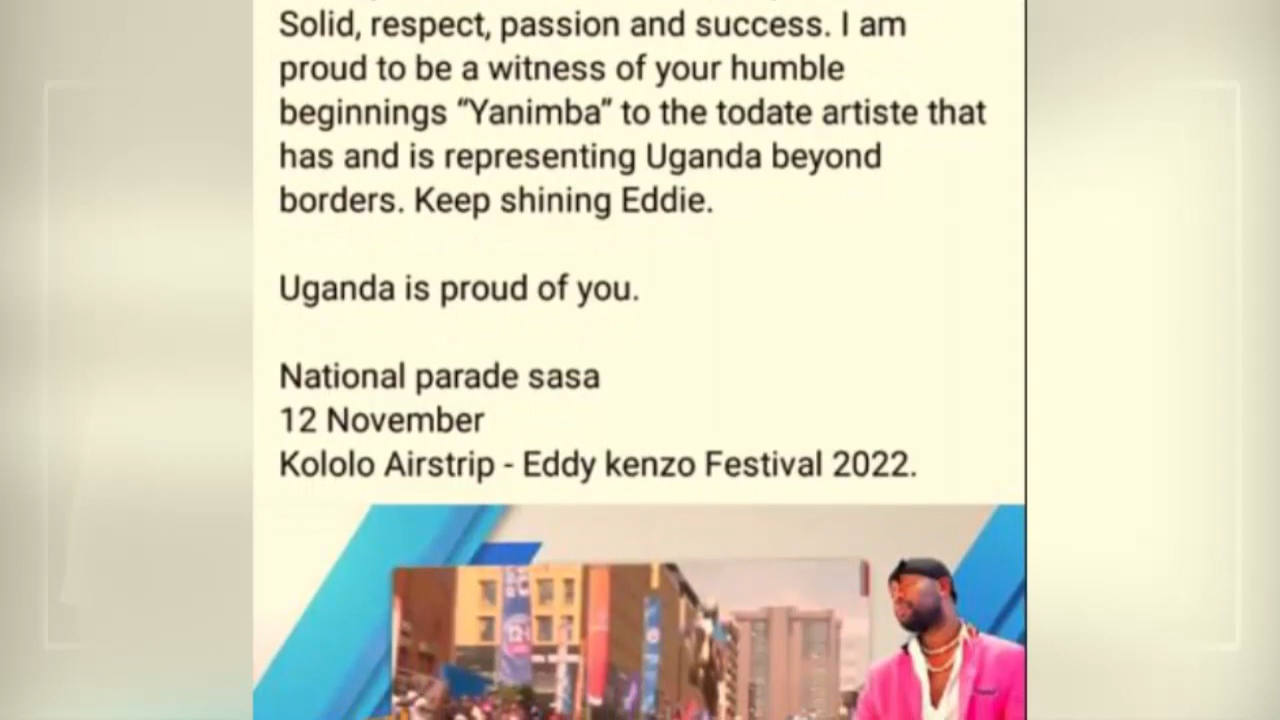 Solid, respect, passion and success. I am
proud to be a witness of your humble
beginnings “Yanimba” to the todate artiste that
has and is representing Uganda beyond
borders. Keep shining Eddie.
Uganda is proud of you.
National parade sasa
12 November
Kololo Airstrip - Eddy kenzo Festival 2022.